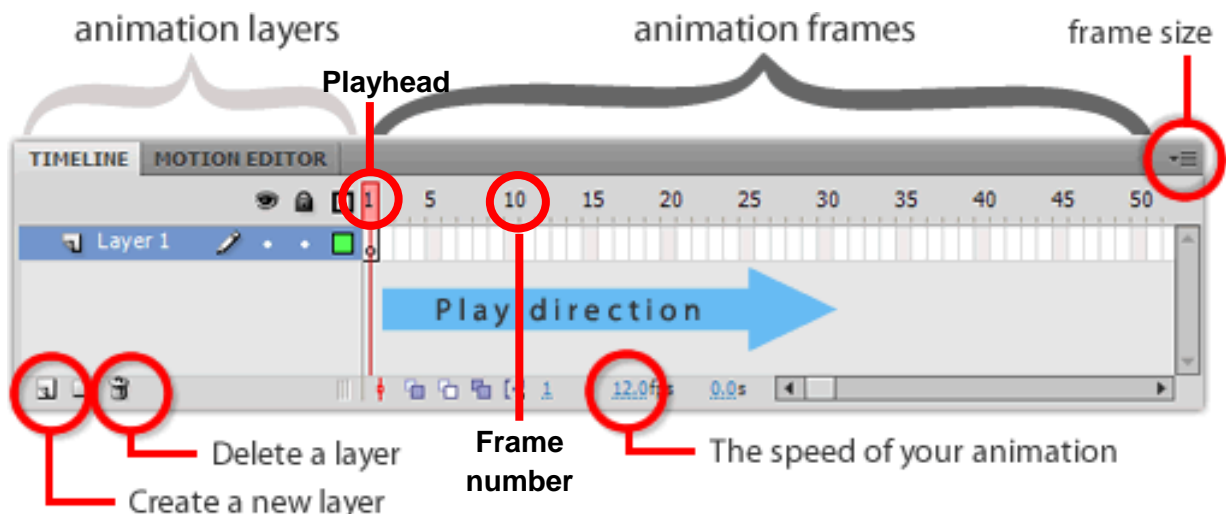 animation layers
animation frames
frame size
Playhead
TIMELINE MOTION EDITOR
1 5 10 15 20 25 30 35 40 45 50
Layer 1
Play direction
1 12.0fps 0.0s
Delete a layer
Frame
number
The speed of your animation
Create a new layer